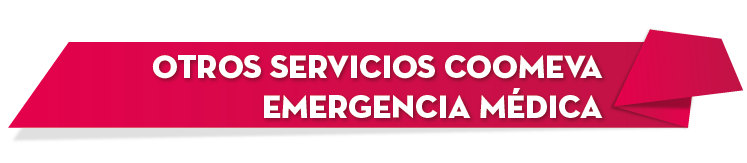 OTROS SERVICIOS COOMEVA
EMERGENCIA MÉDICA